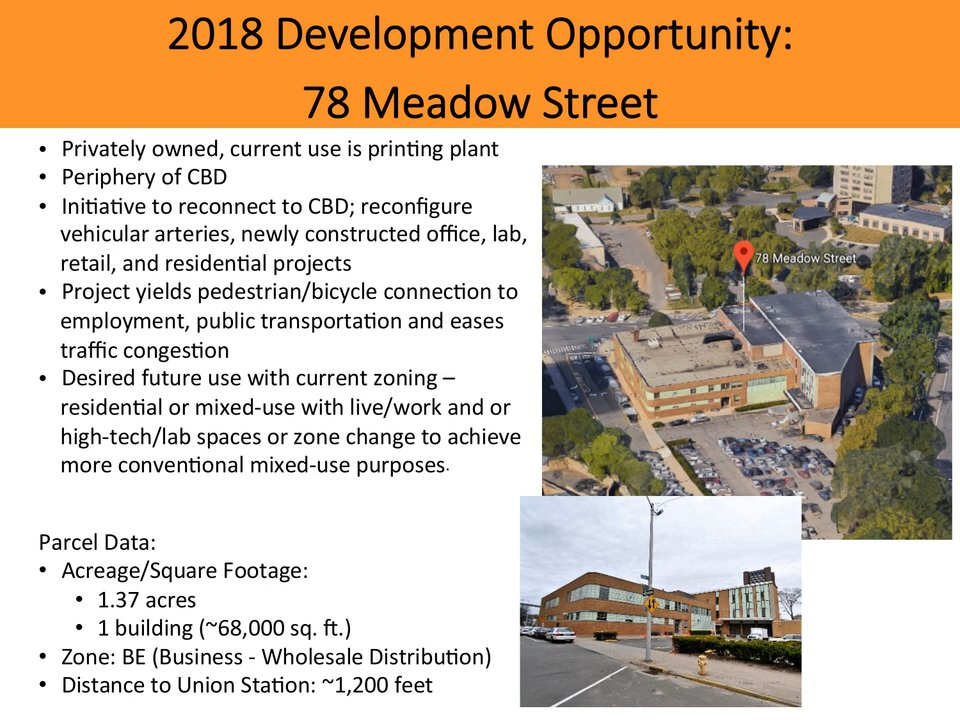 2018 Development Opportunity:
78 Meadow Street
• Privately owned, current use is printing plant
• Periphery of CBD
• Initiative to reconnect to CBD; reconfigure
vehicular arteries, newly constructed office, lab,
retail, and residential projects
• Project yields pedestrian/bicycle connection to
employment, public transportation and eases
traffic congestion
• Desired future use with current zoning –
residential or mixed-use with live/work and or
high-tech/lab spaces or zone change to achieve
more conventional mixed-use purposes.
78 Meadow Street
Parcel Data:
• Acreage/Square Footage:
• 1.37 acres
• 1 building (~68,000 sq. ft.)
• Zone: BE (Business - Wholesale Distribution)
• Distance to Union Station: ~1,200 feet